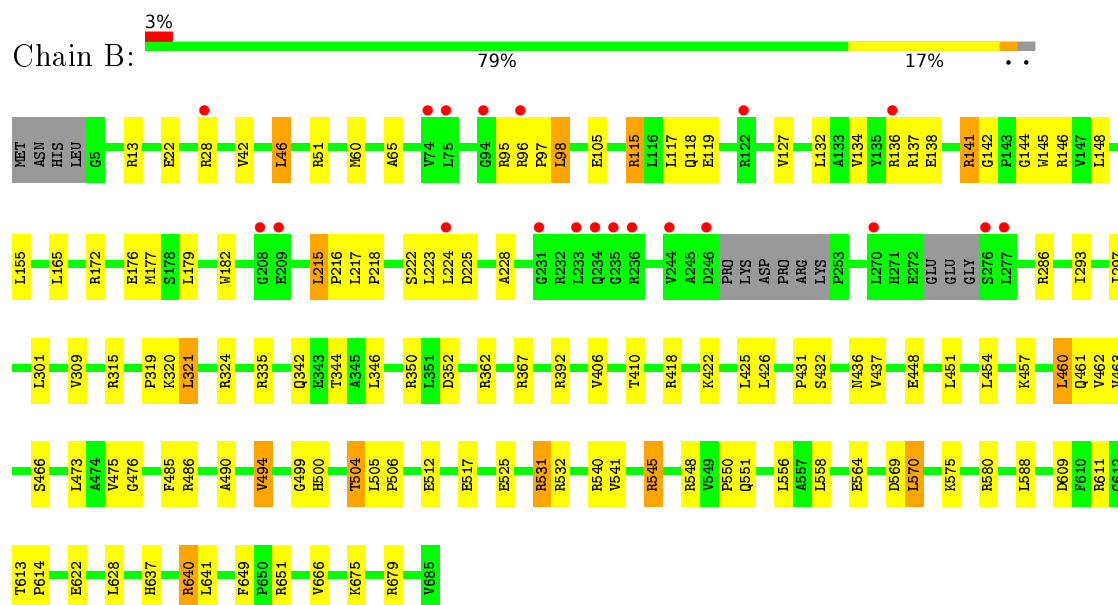 3%
Chain B:
79% 17% • •
MET ASN HIS LEU G5 R13 E22 R28 V42 L46 R51 M60 A65 V74 L75 G94 R95 R96 P97 L98 E105 R115 L116 L117 Q118 E119 R122 V127 L132 A133 V134 Y135 R136 R137 E138 R141 G142 P143 G144 W145 R146 V147 L148
L155 L165 R172 E176 M177 S178 L179 W182 G208 E209 L215 P216 L217 P218 S222 L223 L224 D225 A228 G231 R232 L233 Q234 G235 R236 V244 A245 D246 PRO LYS ASP PRO ARG LYS P253 L270 H271 E272 GLU GLU GLY S276 L277 R286 I293 I297
L301 V309 R315 P319 K320 L321 R324 R335 Q342 E343 T344 A345 L346 R350 L351 D352 R362 R367 R392 V406 T410 R418 K422 L425 L426 P431 S432 N436 V437 E448 L451 L454 K457 L460 Q461 V462 V463
S466 L473 A474 V475 G476 F485 R486 A490 V494 G499 H500 T504 L505 P506 E512 E517 E525 R531 R532 R540 V541 R545 R548 V549 P550 Q551 L556 A557 L558 E564 D569 L570 K575 R580 L588 D609 F610 R611 G612
T613 P614 E622 L628 H637 R640 L641 F649 P650 R651 V666 K675 R679 V685